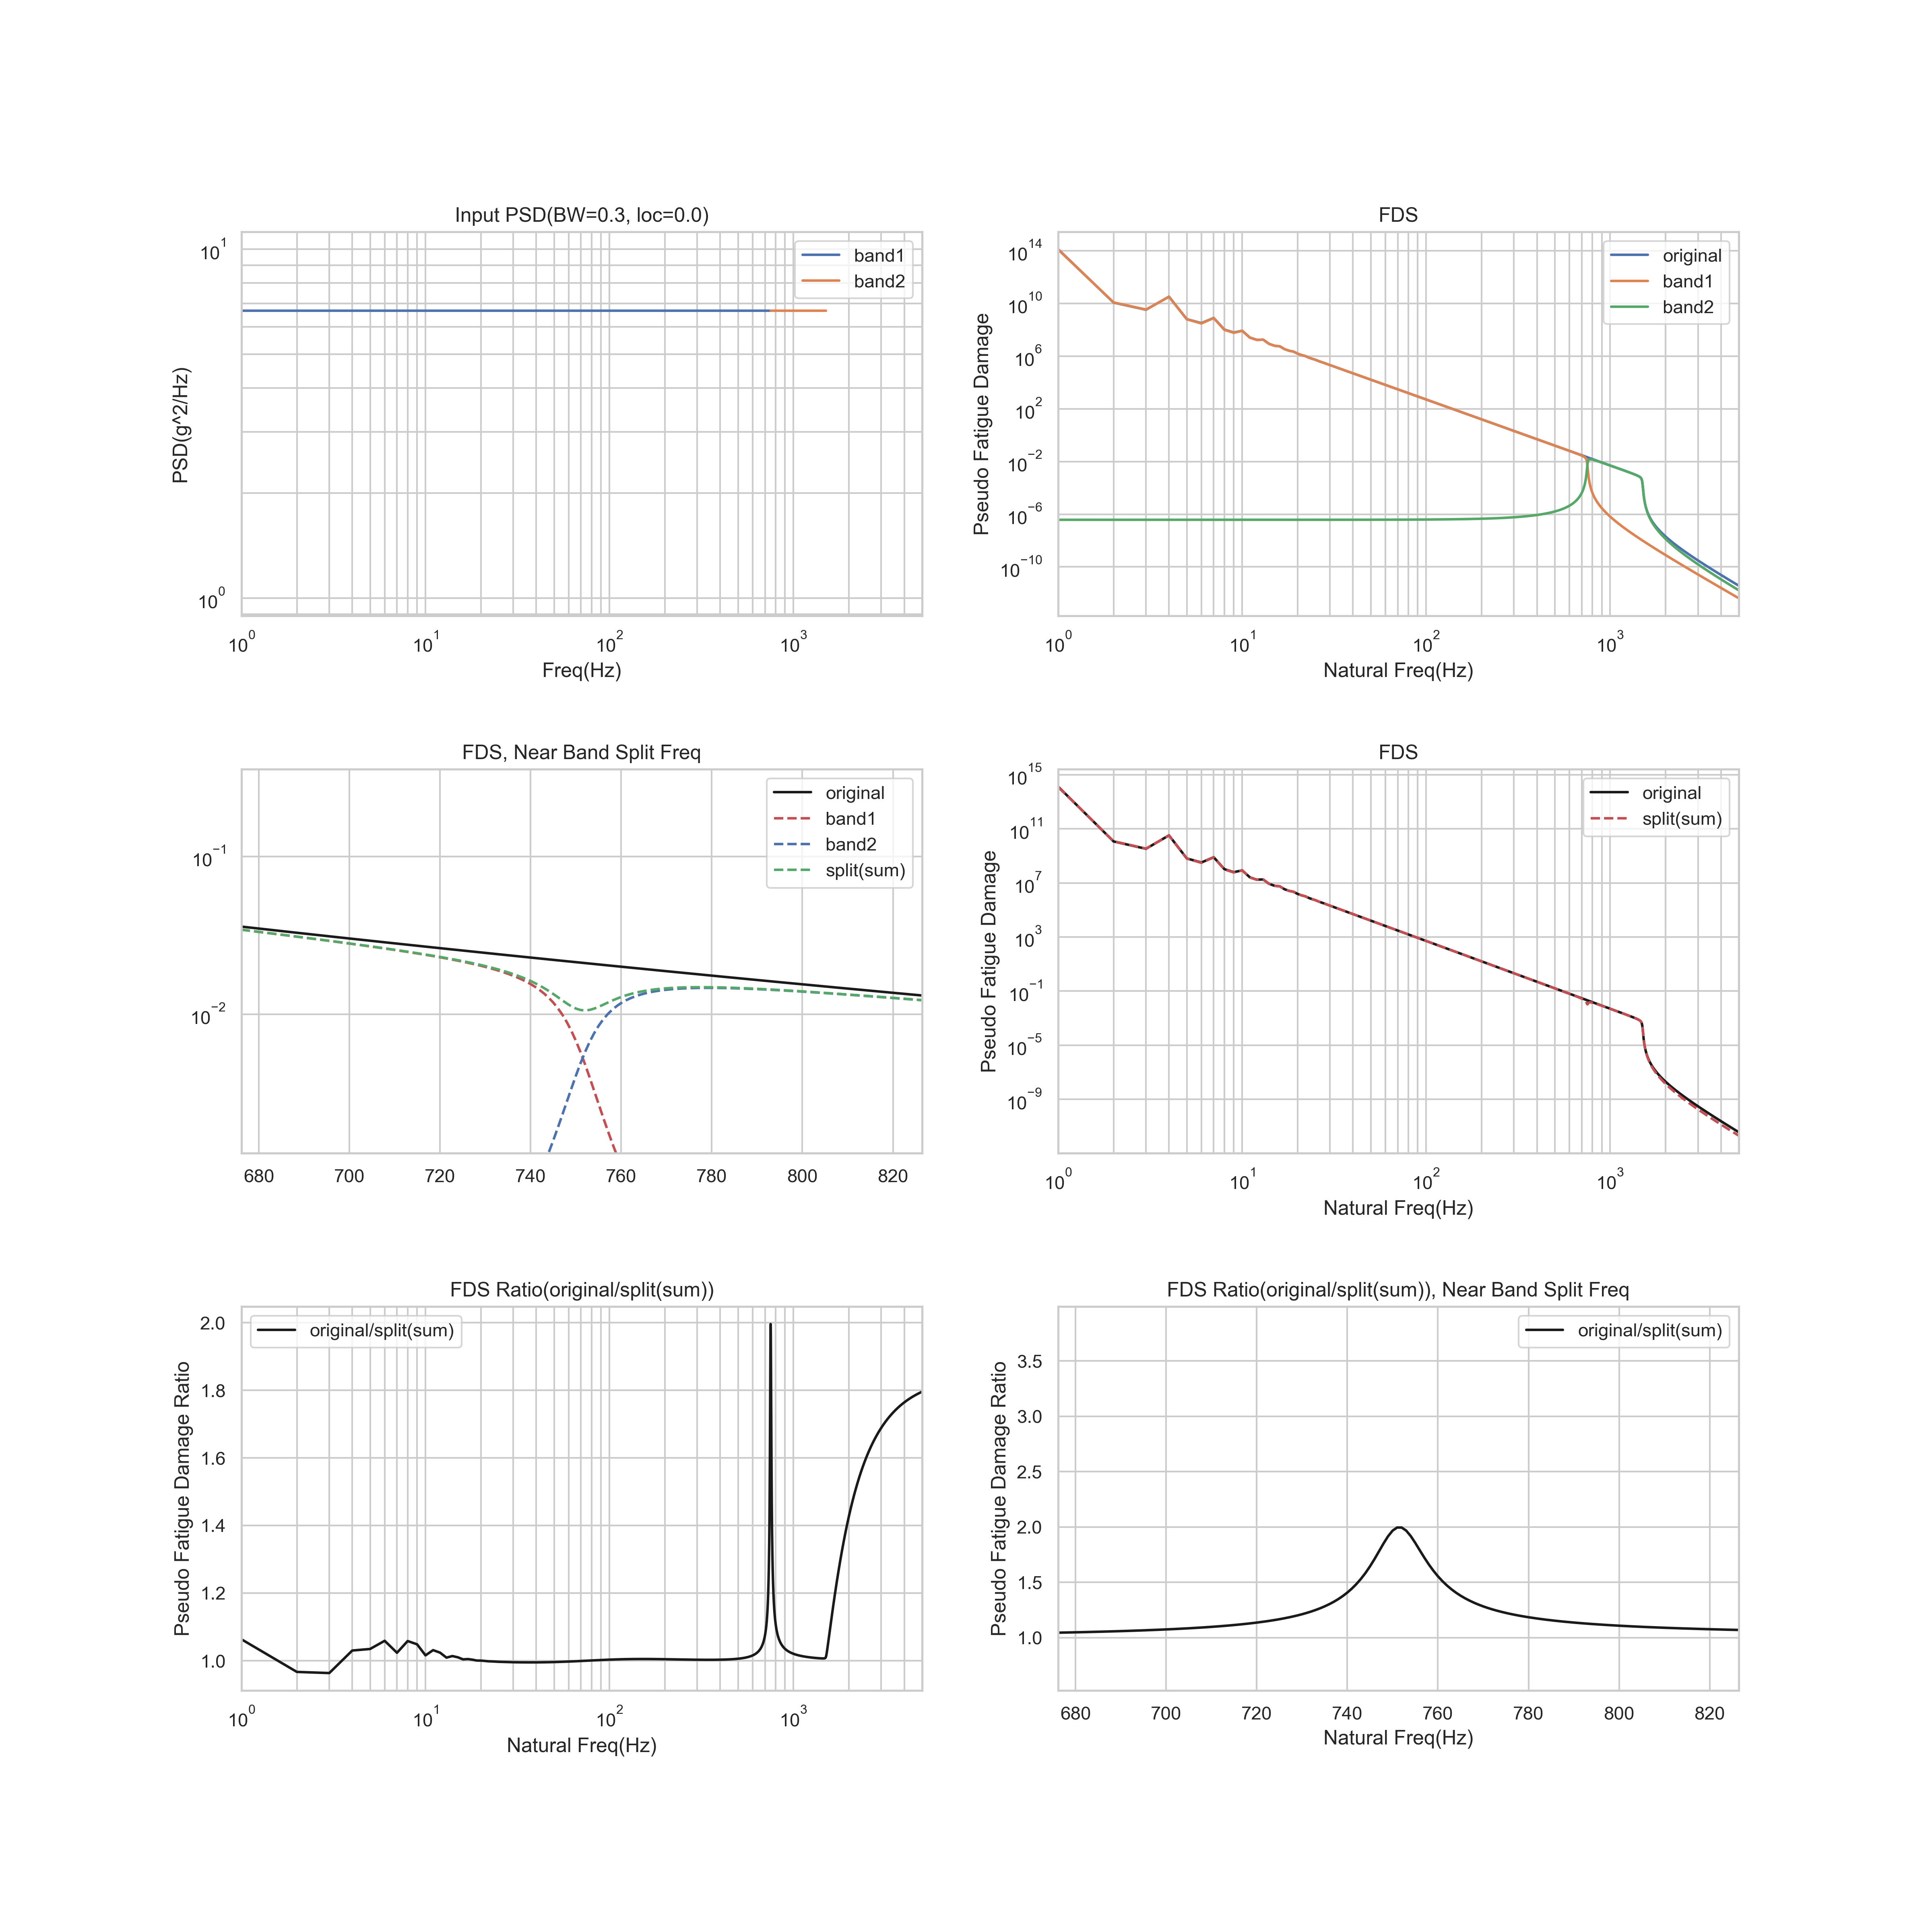 Input PSD(BW=0.3, loc=0.0)
PSD(g^2/Hz)
10^1
10^0
band1
band2
10^0 10^1 10^2 10^3
Freq(Hz)
FDS
Pseudo Fatigue Damage
10^14
10^10
10^6
10^2
10^−2
10^−6
10^−10
original
band1
band2
10^0 10^1 10^2 10^3
Natural Freq(Hz)
FDS, Near Band Split Freq
10^−1
10^−2
original
band1
band2
split(sum)
680 700 720 740 760 780 800 820
FDS
Pseudo Fatigue Damage
10^15
10^11
10^7
10^3
10^−1
10^−5
10^−9
original
split(sum)
10^0 10^1 10^2 10^3
Natural Freq(Hz)
FDS Ratio(original/split(sum))
Pseudo Fatigue Damage Ratio
2.0
1.8
1.6
1.4
1.2
1.0
original/split(sum)
10^0 10^1 10^2 10^3
Natural Freq(Hz)
FDS Ratio(original/split(sum)), Near Band Split Freq
Pseudo Fatigue Damage Ratio
3.5
3.0
2.5
2.0
1.5
1.0
original/split(sum)
680 700 720 740 760 780 800 820
Natural Freq(Hz)